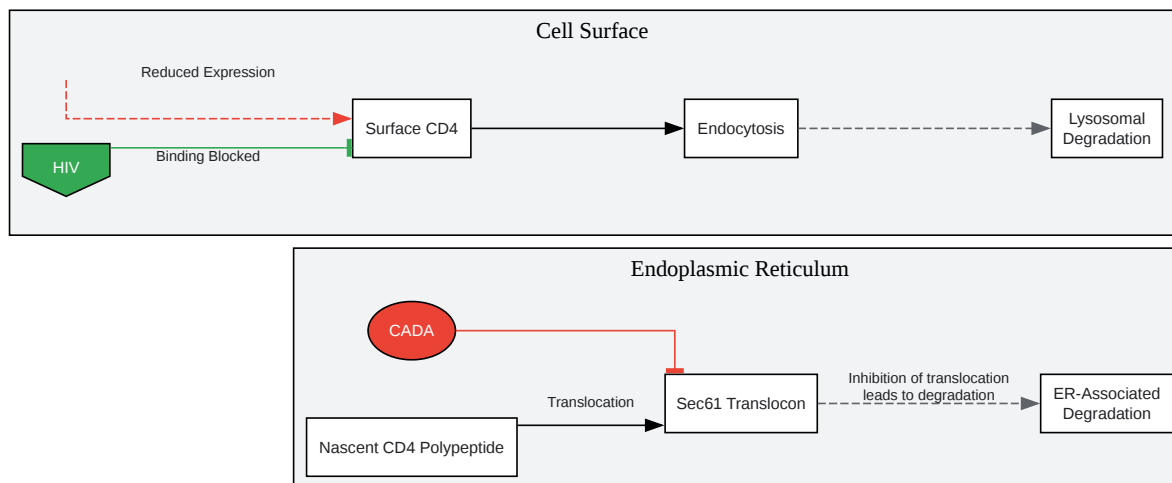 Cell Surface
Reduced Expression
Surface CD4
Endocytosis
Lysosomal
Degradation
HIV
Binding Blocked
Endoplasmic Reticulum
CADA
Translocation
Sec61 Translocon
Inhibition of translocation
leads to degradation
ER-Associated
Degradation
Nascent CD4 Polypeptide